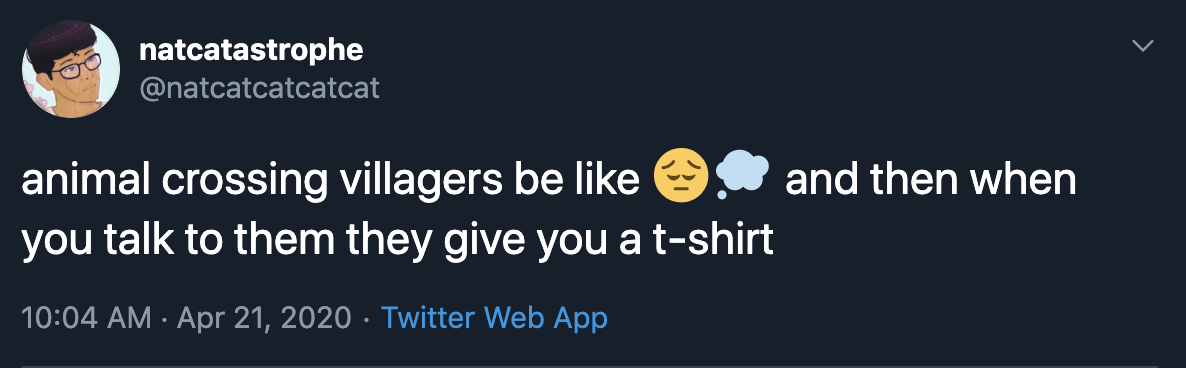 natcatastrophe
@natcatcatcatcat
animal crossing villagers be like 😔💭 and then when
you talk to them they give you a t-shirt
10:04 AM · Apr 21, 2020 · Twitter Web App